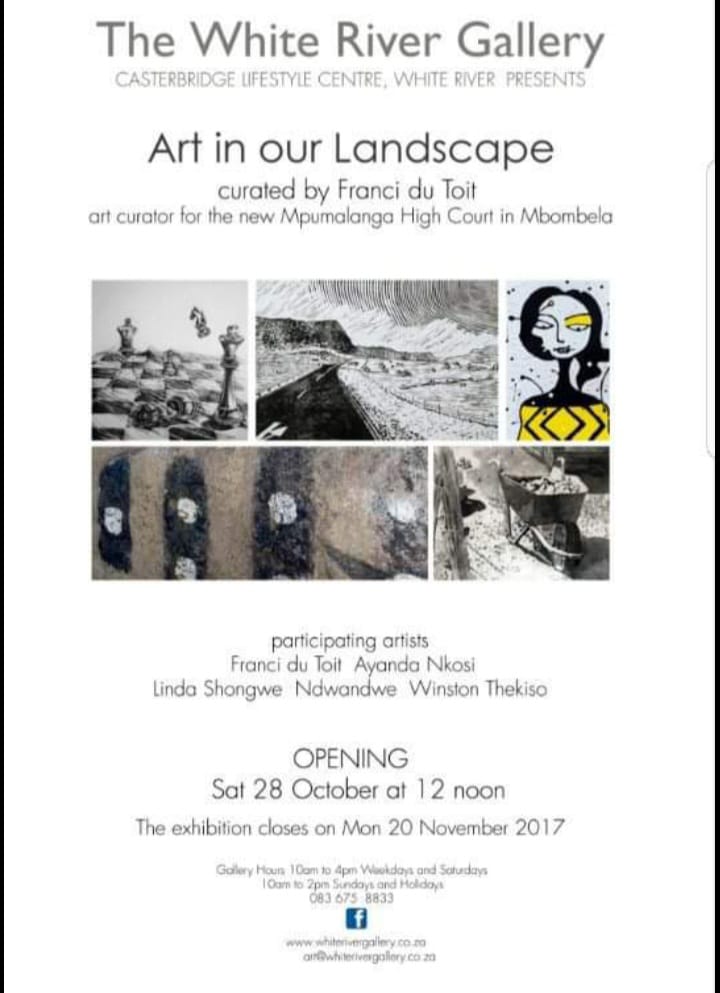 The White River Gallery
CASTERBRIDGE LIFESTYLE CENTRE, WHITE RIVER PRESENTS
Art in our Landscape
curated by Franci du Toit
art curator for the new Mpumalanga High Court in Mbombela
participating artists
Franci du Toit Ayanda Nkosi
Linda Shongwe Ndwandwe Winston Thekiso
OPENING
Sat 28 October at 12 noon
The exhibition closes on Mon 20 November 2017
Gallery Hours 10am to 4pm Weekdays and Saturdays
10am to 2pm Sundays and Holidays
083 675 8833
f
www.whiterivergallery.co.za
art@whiterivergallery.co.za